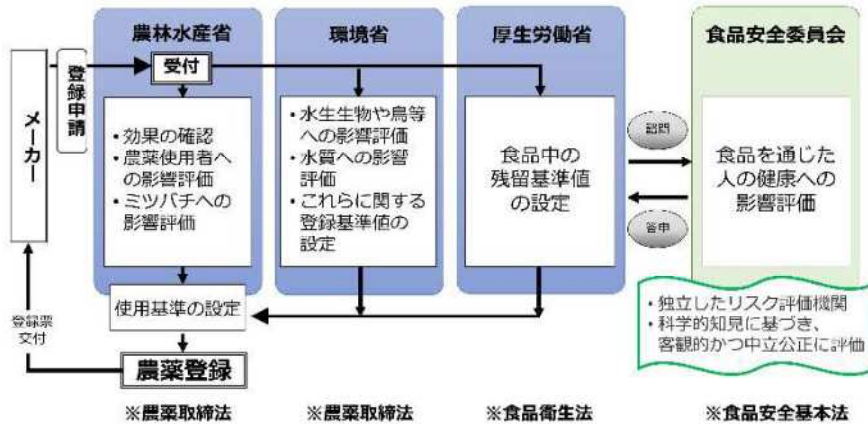 農林水産省
環境省
厚生労働省
食品安全委員会
メーカー
登録申請
受付
・効果の確認
・農薬使用者へ
の影響評価
・ミツバチへの
影響評価
・水生生物や鳥等
への影響評価
・水質への影響
評価
・これらに関する
登録基準値の
設定
食品中の
残留基準値
の設定
諮問
答申
食品を通じた
人の健康への
影響評価
・独立したリスク評価機関
・科学的知見に基づき、
客観的かつ中立公正に評価
使用基準の設定
登録票
交付
農薬登録
※農薬取締法
※農薬取締法
※食品衛生法
※食品安全基本法